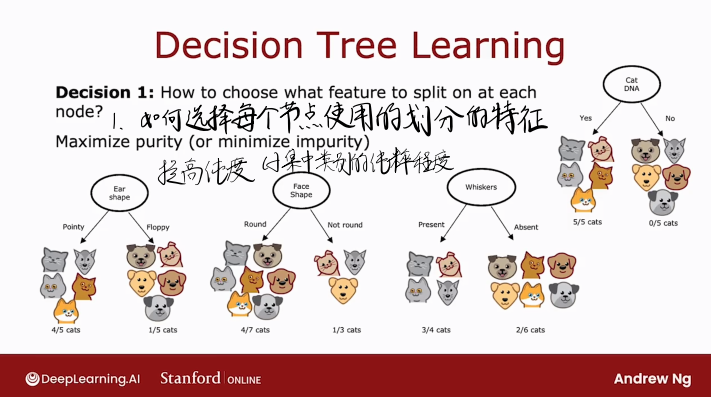 Decision Tree Learning
Decision 1: How to choose what feature to split on at each
node?
1. 如何选择每个节点使用的划分的特征
Maximize purity (or minimize impurity)
提高纯度
集中类别的纯粹程度
Cat
DNA
Yes
No
5/5 cats
0/5 cats
Ear
shape
Pointy
Floppy
4/5 cats
1/5 cats
Face
Shape
Round
Not round
4/7 cats
1/3 cats
Whiskers
Present
Absent
3/4 cats
2/6 cats
DeepLearning.AI
Stanford | ONLINE
Andrew Ng